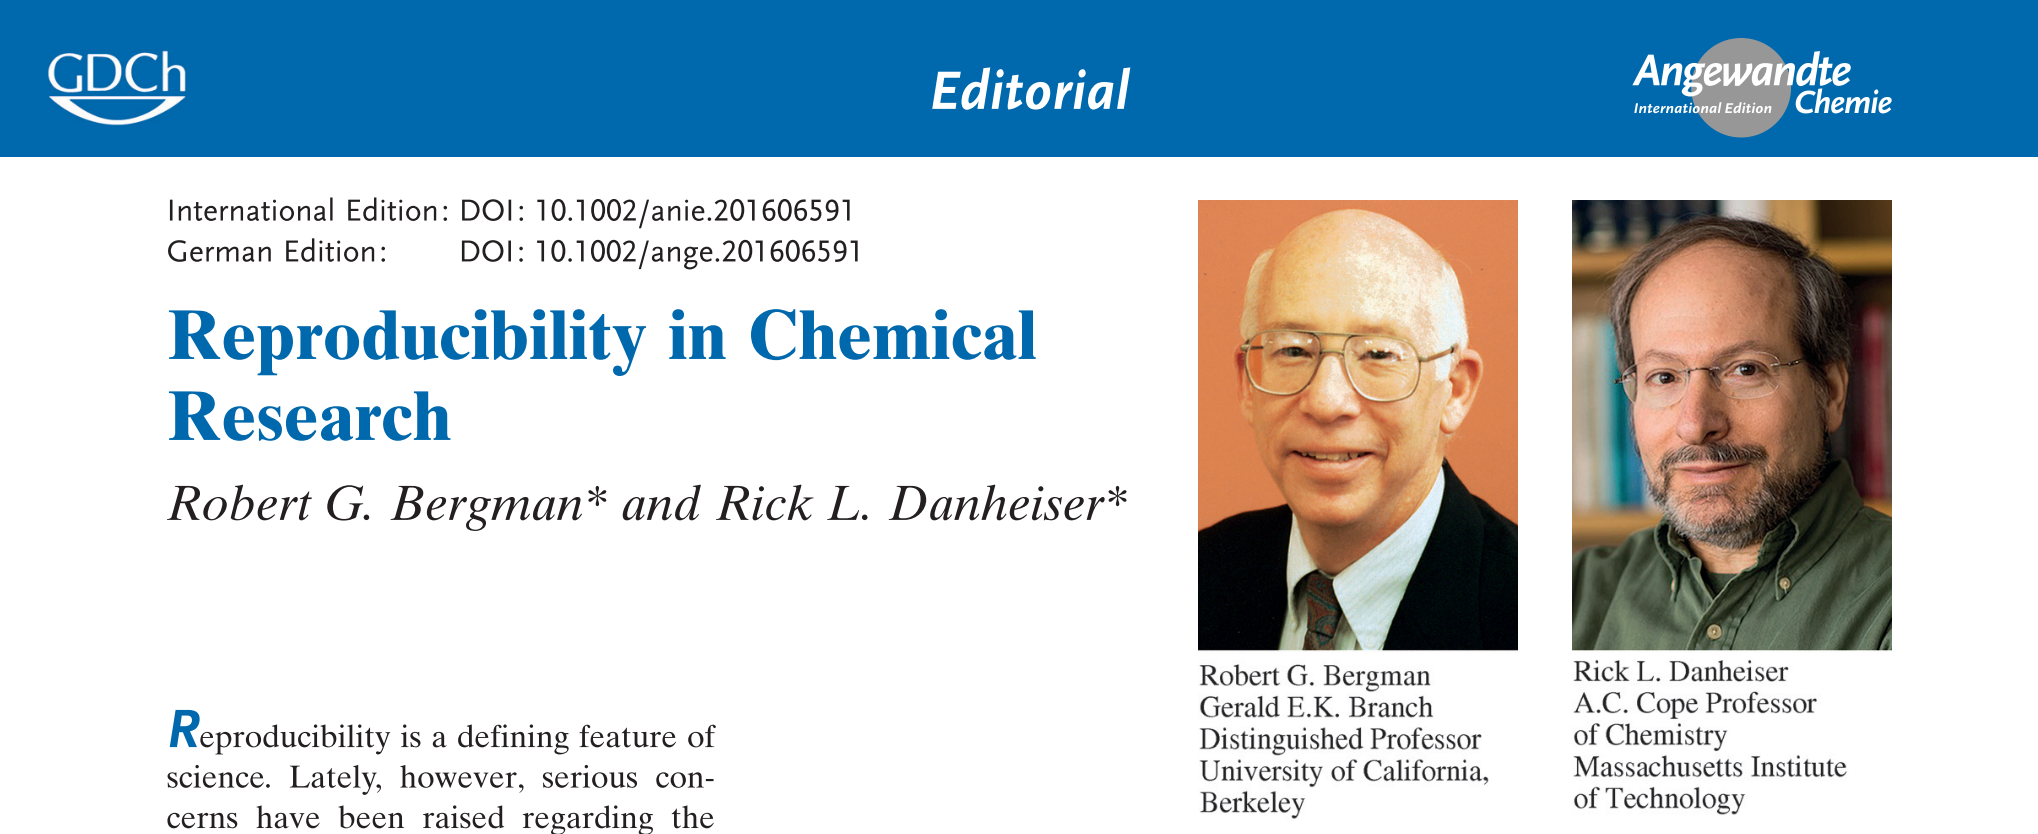 GDCh
Editorial
Angewandte
International Edition Chemie
International Edition: DOI: 10.1002/anie.201606591
German Edition: DOI: 10.1002/ange.201606591
Reproducibility in Chemical
Research
Robert G. Bergman* and Rick L. Danheiser*
Reproducibility is a defining feature of
science. Lately, however, serious con-
cerns have been raised regarding the
Robert G. Bergman
Gerald E.K. Branch
Distinguished Professor
University of California,
Berkeley
Rick L. Danheiser
A.C. Cope Professor
of Chemistry
Massachusetts Institute
of Technology